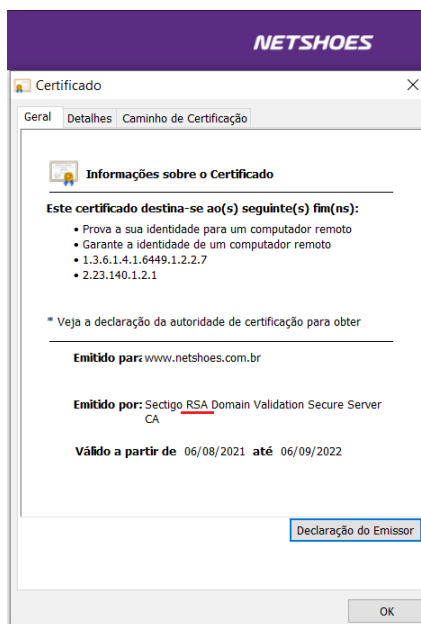 NETSHOES
Certificado
Geral Detalhes Caminho de Certificação
Informações sobre o Certificado
Este certificado destina-se ao(s) seguinte(s) fim(ns):
• Prova a sua identidade para um computador remoto
• Garante a identidade de um computador remoto
• 1.3.6.1.4.1.6449.1.2.2.7
• 2.23.140.1.2.1
* Veja a declaração da autoridade de certificação para obter
Emitido para: www.netshoes.com.br
Emitido por: Sectigo RSA Domain Validation Secure Server
CA
Válido a partir de 06/08/2021 até 06/09/2022
Declaração do Emissor
OK